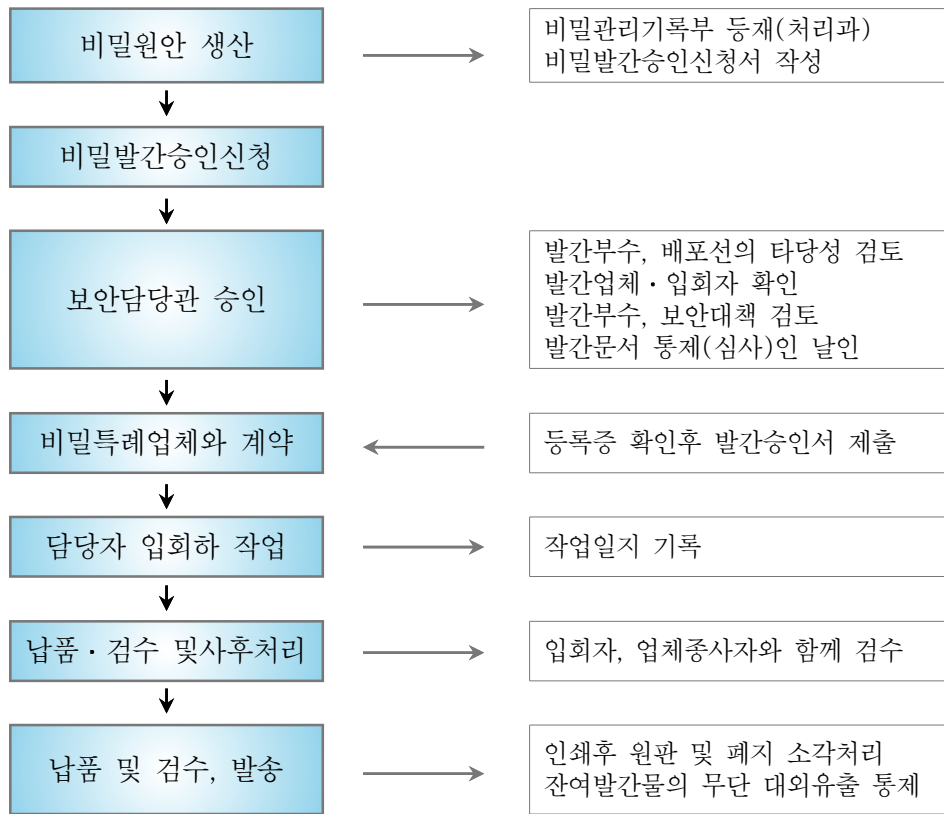 비밀원안 생산
비밀관리기록부 등재(처리과)
비밀발간승인신청서 작성
비밀발간승인신청
보안담당관 승인
발간부수, 배포선의 타당성 검토
발간업체·입회자 확인
발간부수, 보안대책 검토
발간문서 통제(심사)인 날인
비밀특례업체와 계약
등록증 확인후 발간승인서 제출
담당자 입회하 작업
작업일지 기록
납품·검수 및사후처리
입회자, 업체종사자와 함께 검수
납품 및 검수, 발송
인쇄후 원판 및 폐지 소각처리
잔여발간물의 무단 대외유출 통제